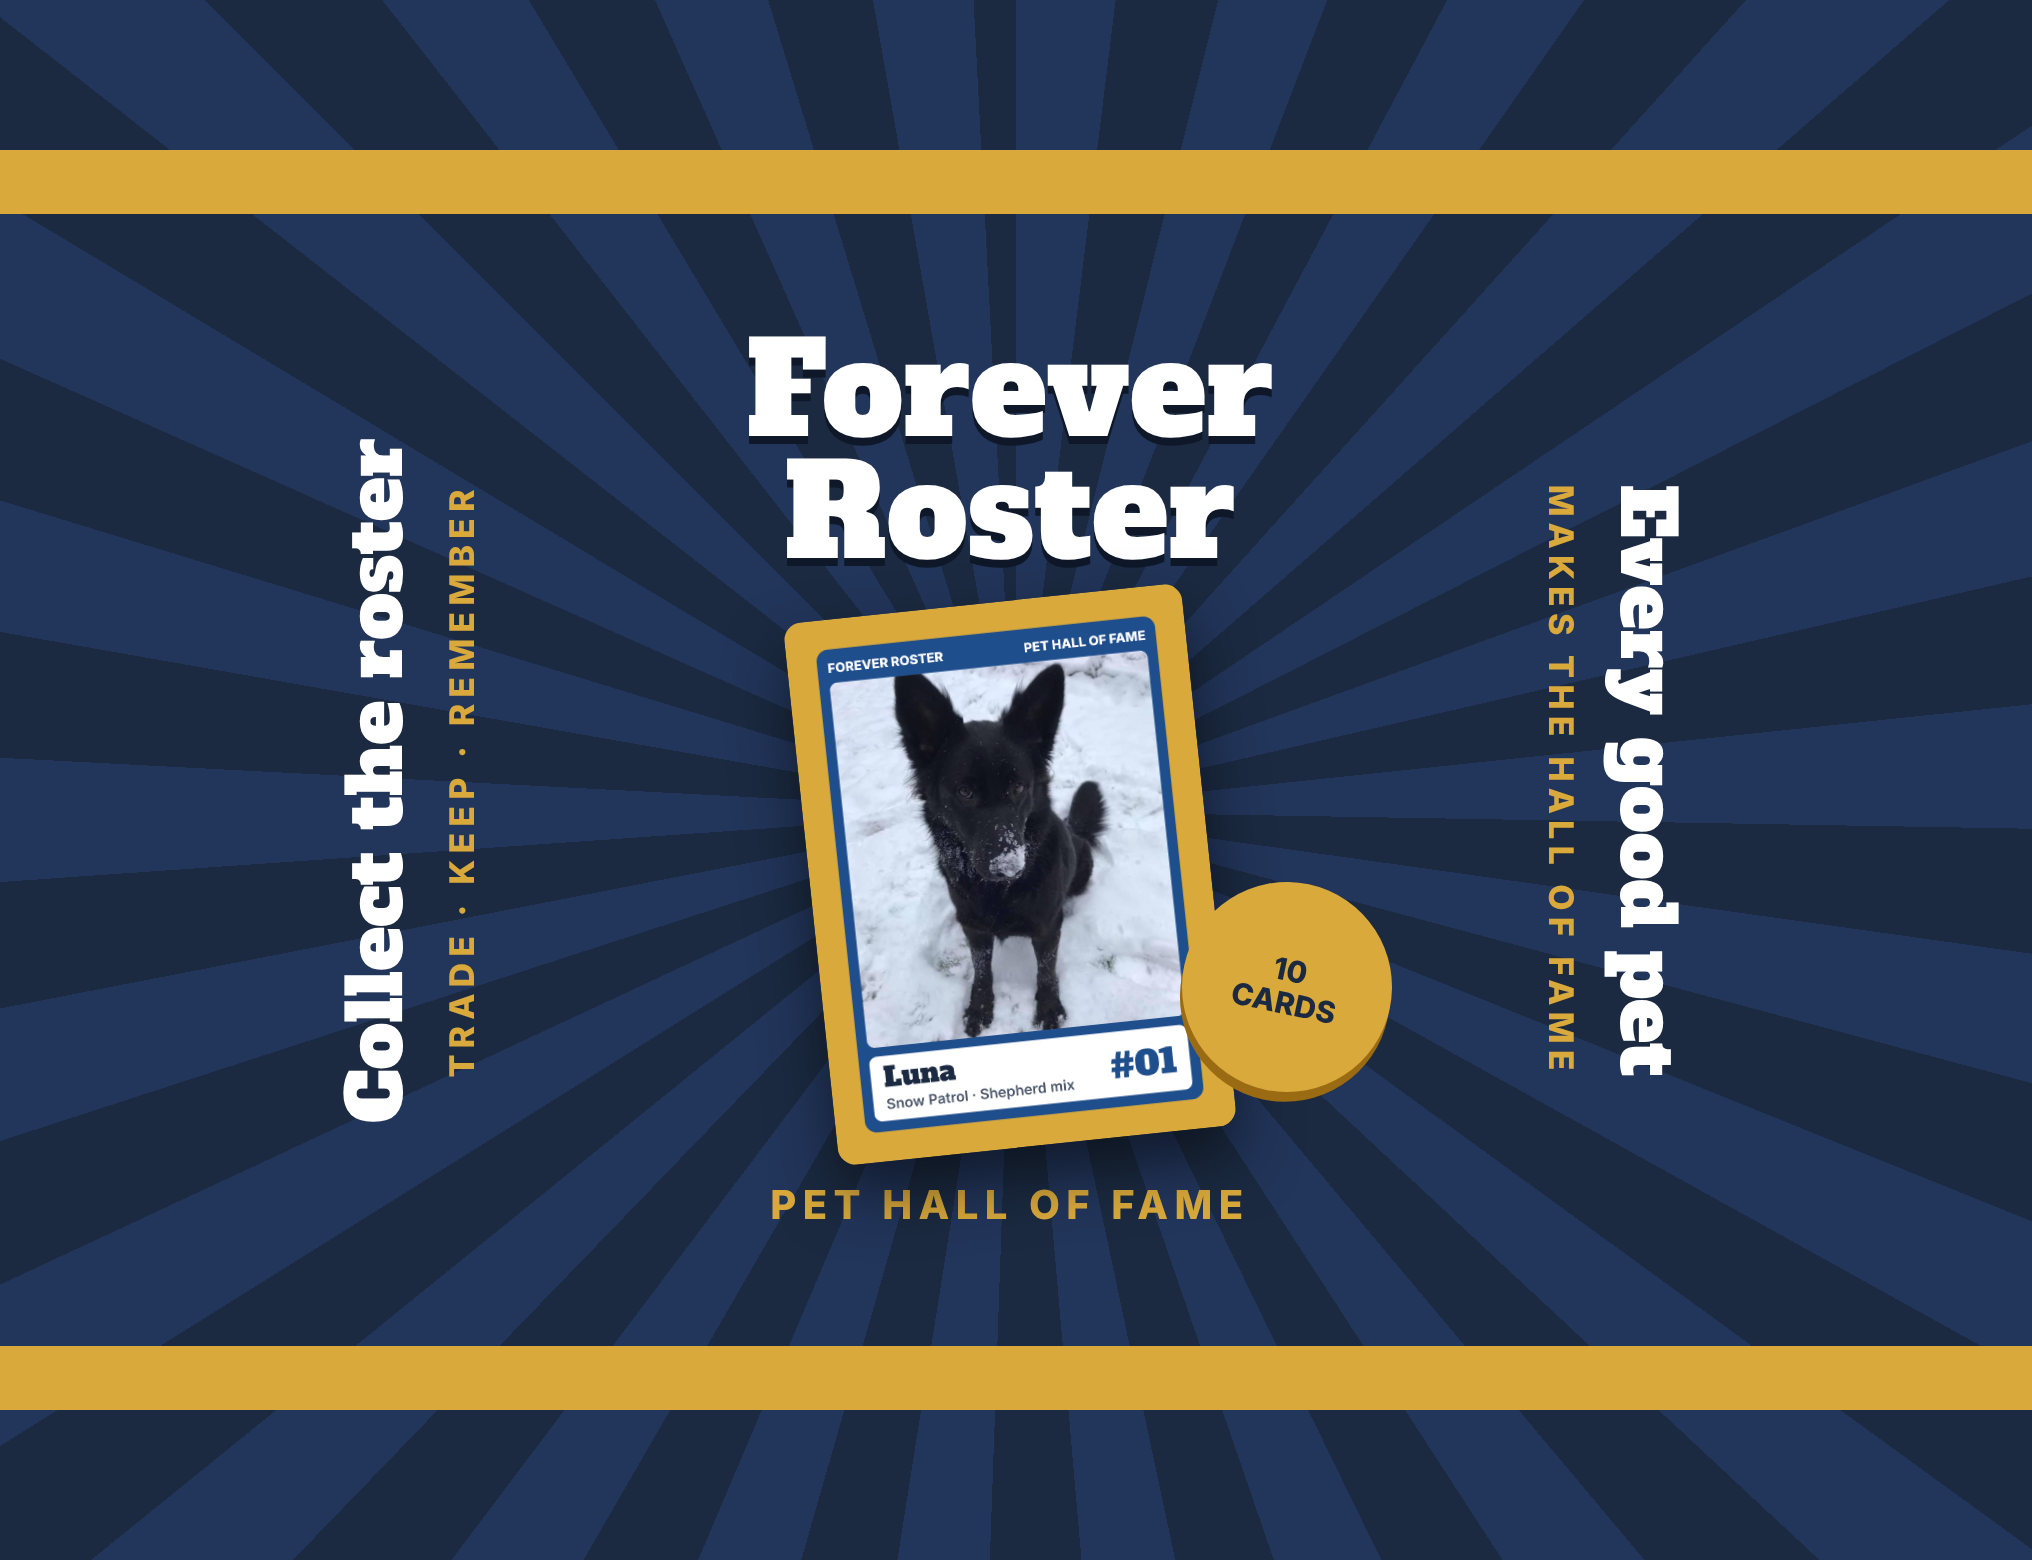 Forever
Roster
FOREVER ROSTER
PET HALL OF FAME
Luna
Snow Patrol · Shepherd mix
#01
10
CARDS
PET HALL OF FAME
Collect the roster
TRADE · KEEP · REMEMBER
Every good pet
MAKES THE HALL OF FAME